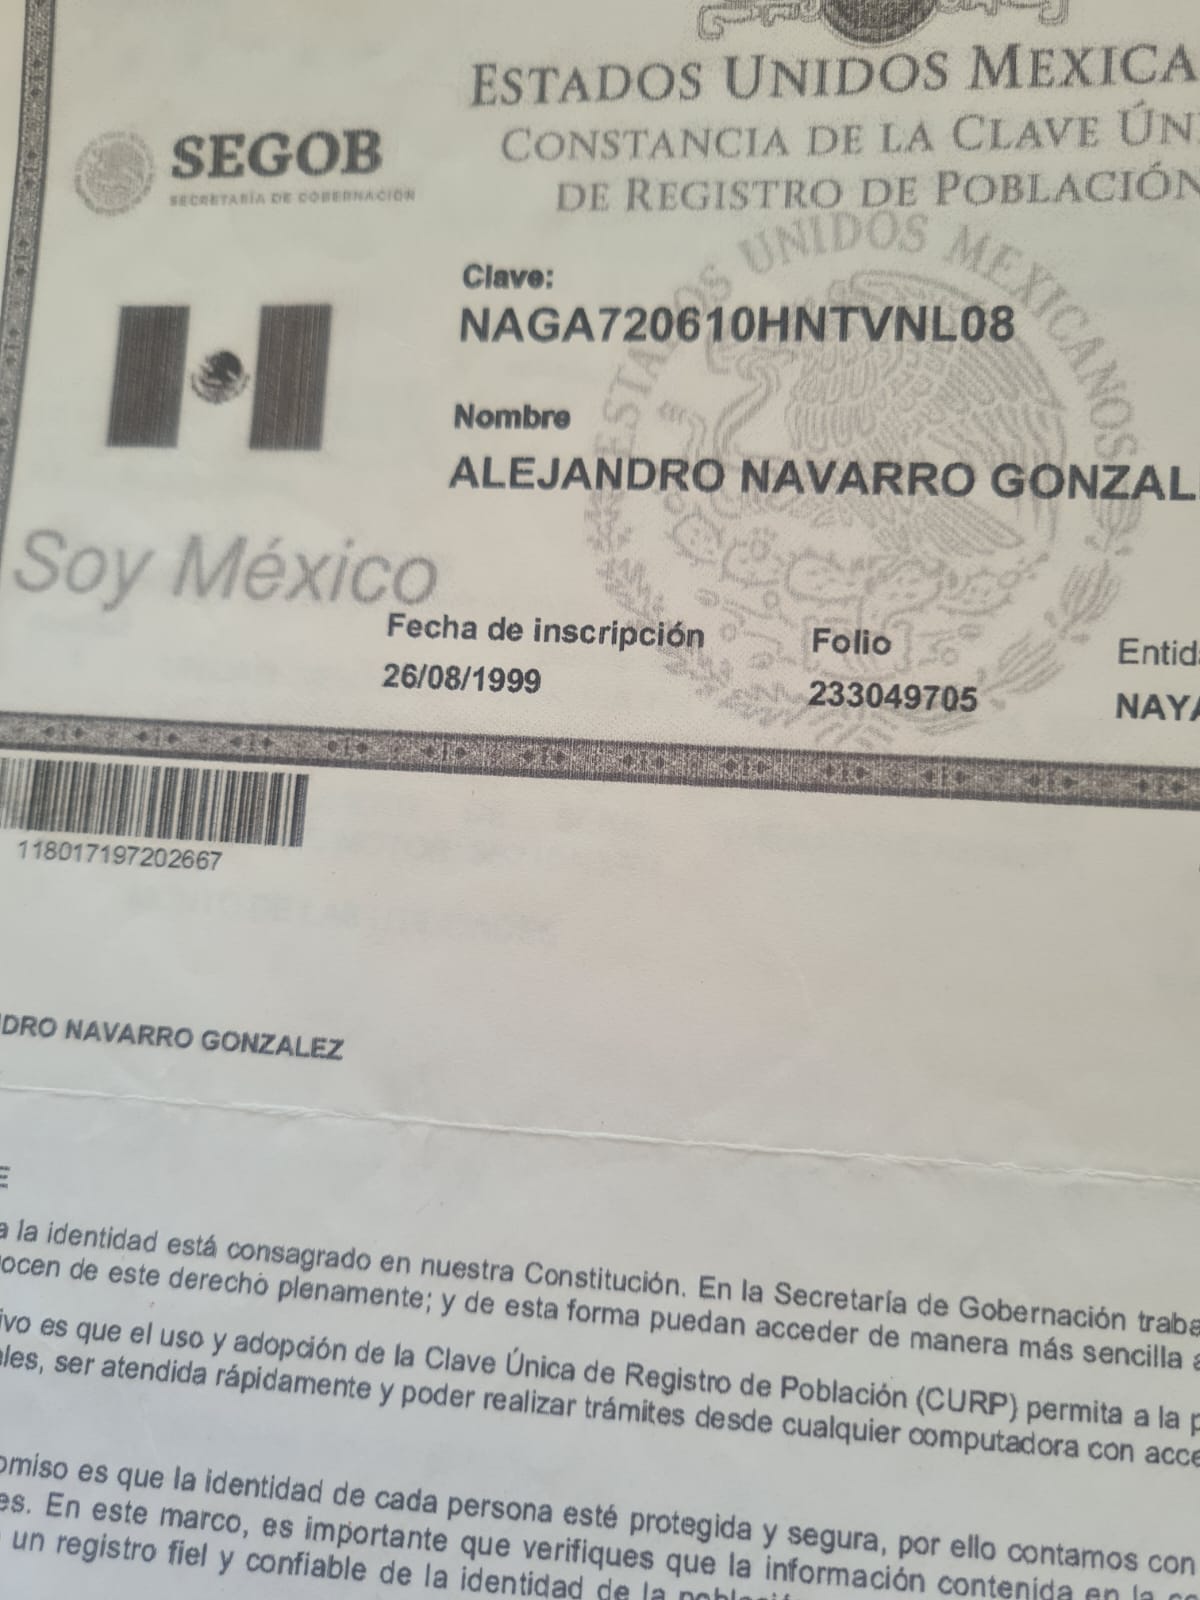 ESTADOS UNIDOS MEXICA
CONSTANCIA DE LA CLAVE ÚN
DE REGISTRO DE POBLACIÓN
SEGOB
SECRETARÍA DE GOBERNACIÓN
ESTADOS UNIDOS MEXICANOS
Clave:
NAGA720610HNTVNL08
Nombre
ALEJANDRO NAVARRO GONZAL
Soy México
Fecha de inscripción Folio Entid
26/08/1999 233049705 NAYA
118017197202667
DRO NAVARRO GONZALEZ
E
a la identidad está consagrado en nuestra Constitución. En la Secretaría de Gobernación traba
ocen de este derecho plenamente; y de esta forma puedan acceder de manera más sencilla a
ivo es que el uso y adopción de la Clave Única de Registro de Población (CURP) permita a la p
les, ser atendida rápidamente y poder realizar trámites desde cualquier computadora con acce
omiso es que la identidad de cada persona esté protegida y segura, por ello contamos con
es. En este marco, es importante que verifiques que la información contenida en la co
un registro fiel y confiable de la identidad de la